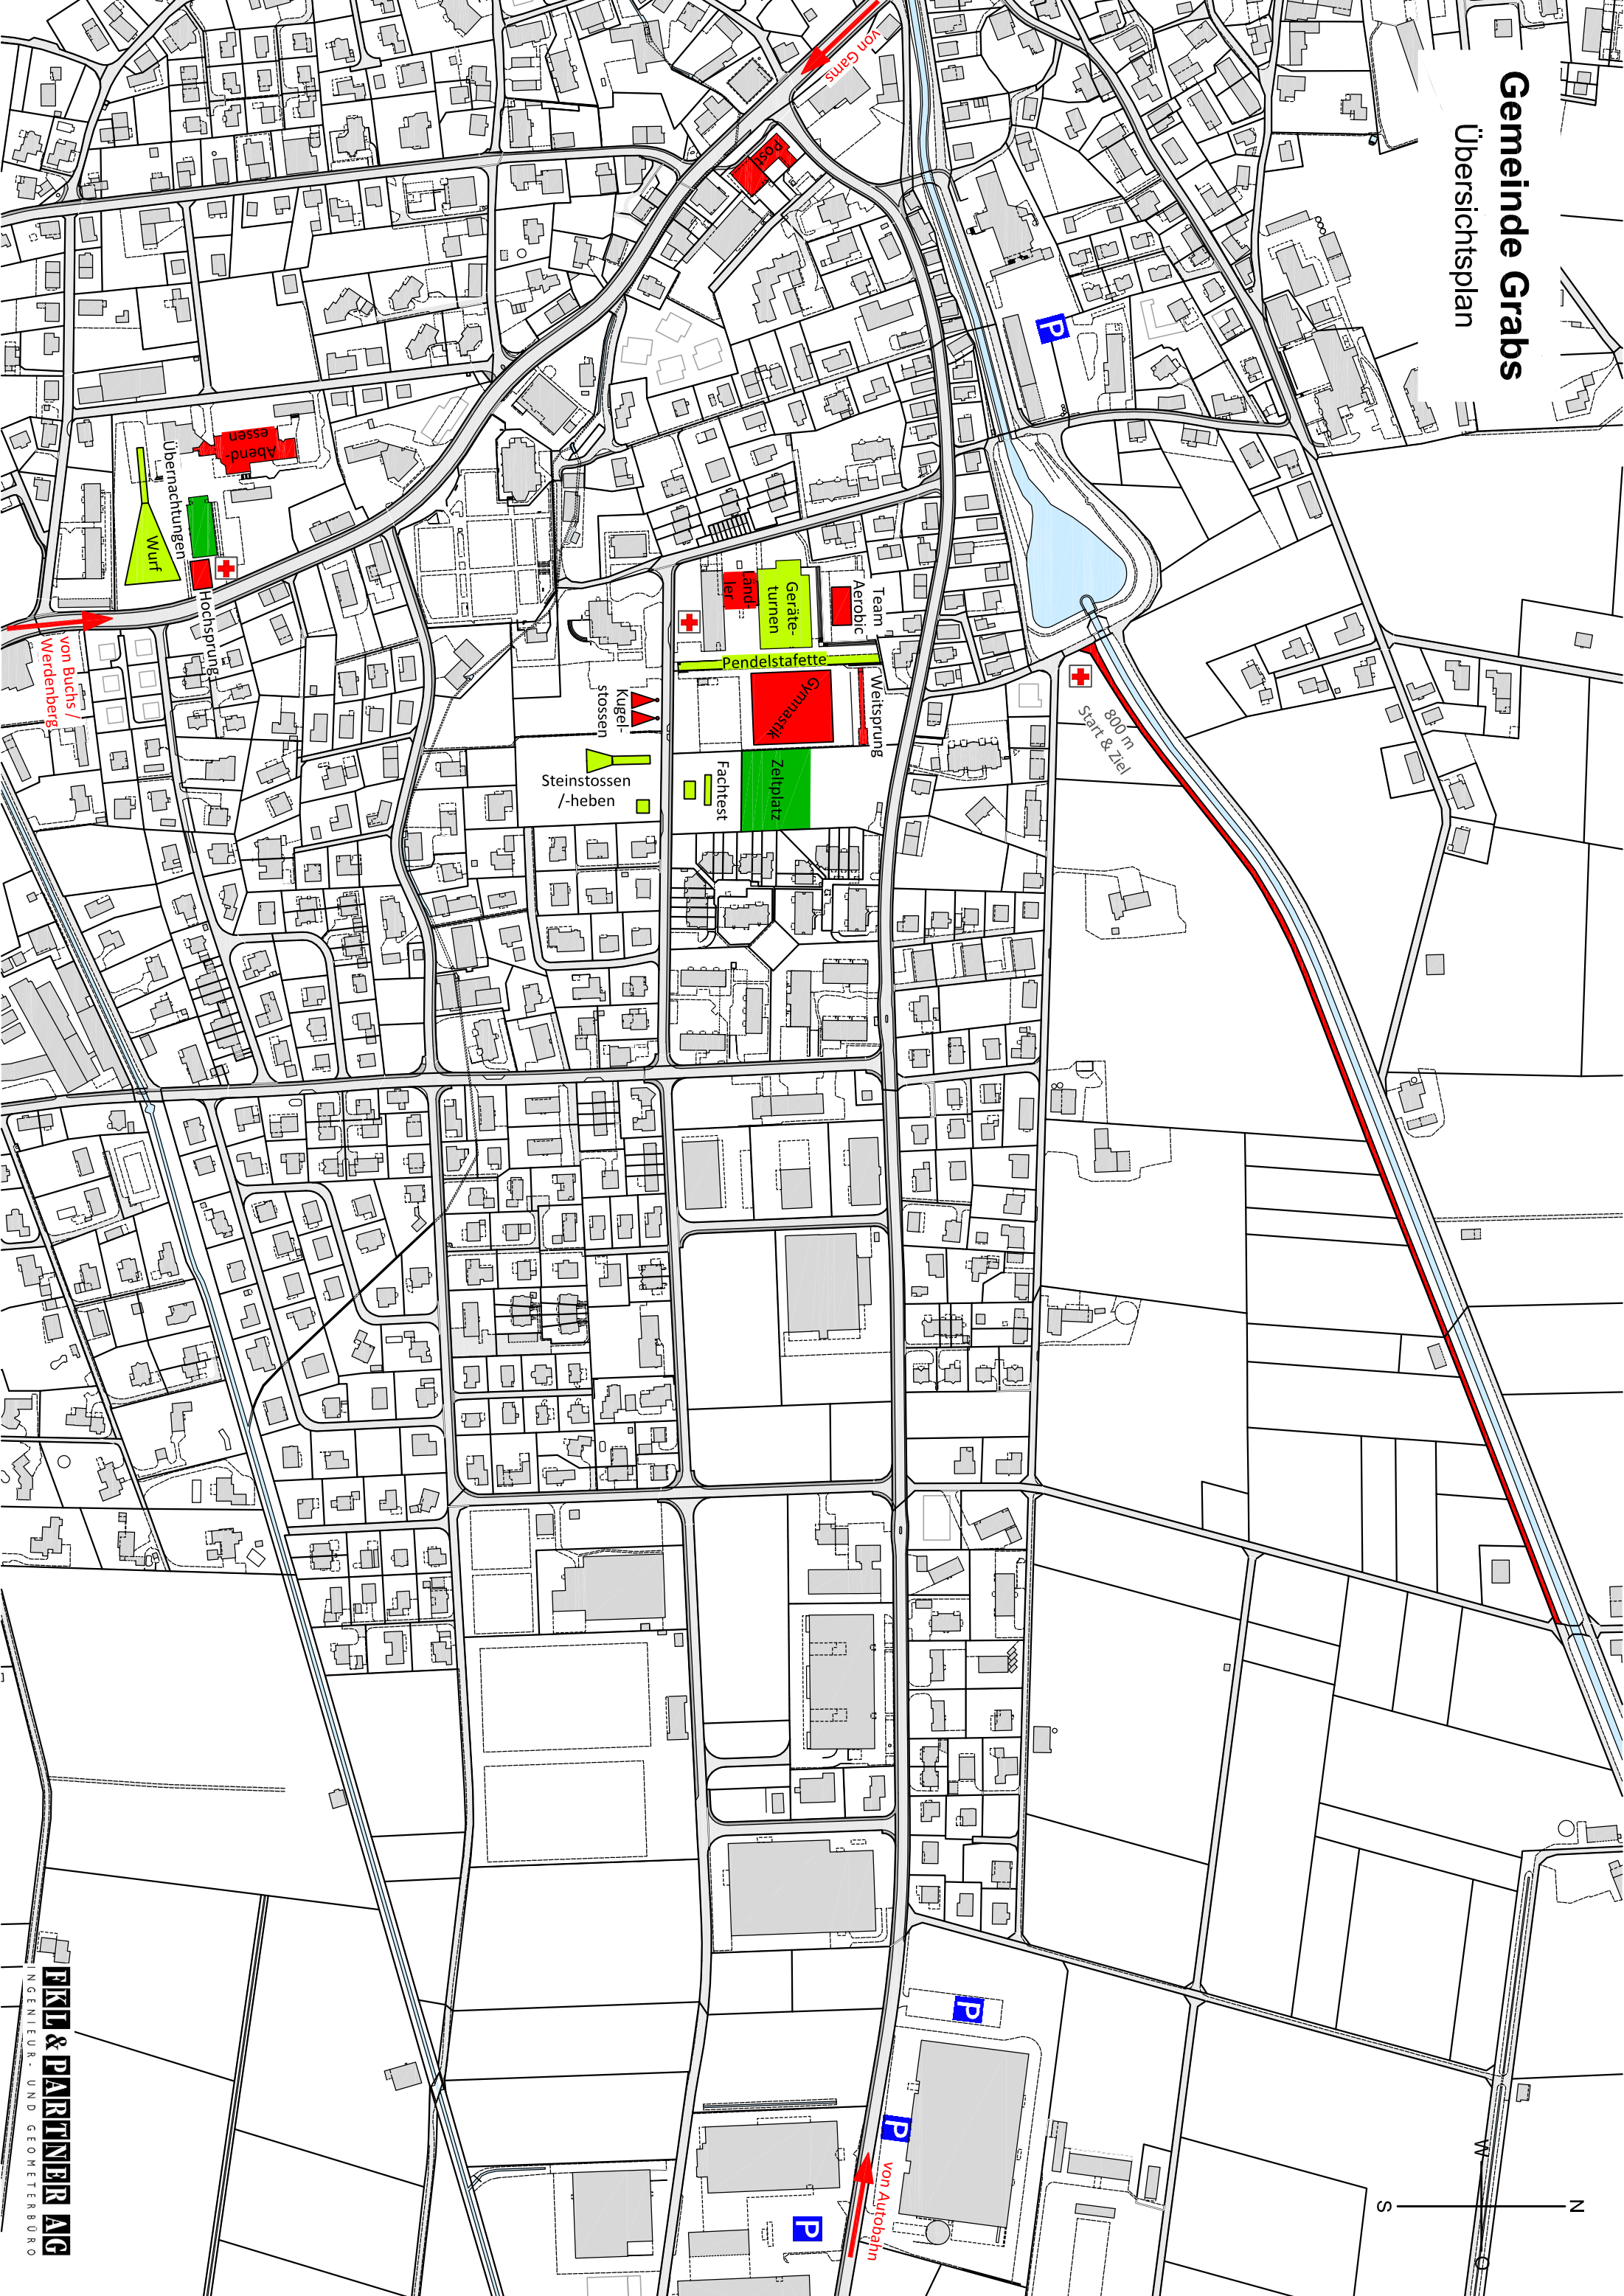 Gemeinde Grabs
Übersichtsplan
von Gams
Post
P
Abend-
essen
Übernachtungen
Wurf
Hochsprung
von Buchs /
Werdenberg
Team
Aerobic
Geräte-
turnen
Länd-
ler
Pendelstafette
Weitsprung
Gymnastik
Kugel-
stossen
Steinstossen
/-heben
Fachtest
Zeltplatz
800 m
Start & Ziel
P
P
P
von Autobahn
N
W
O
S
FKL & PARTNER AG
INGENIEUR- UND GEOMETERBÜRO